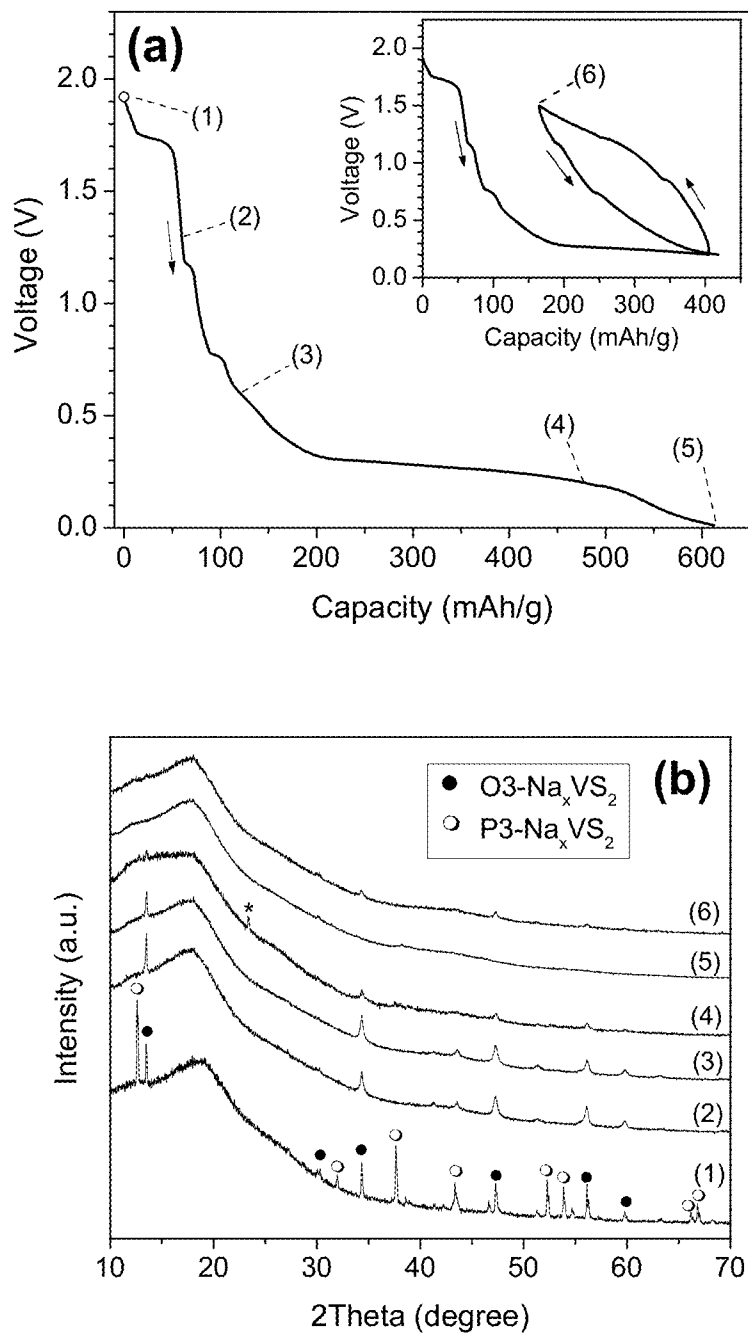 (a)
Voltage (V)
2.0
1.5
1.0
0.5
0.0
0 100 200 300 400 500 600
Capacity (mAh/g)
(1)
(2)
(3)
(4)
(5)
Voltage (V)
2.0
1.5
1.0
0.5
0.0
0 100 200 300 400
Capacity (mAh/g)
(6)
(b)
● O3-NaₓVS₂
○ P3-NaₓVS₂
Intensity (a.u.)
*
(6)
(5)
(4)
(3)
(2)
(1)
10 20 30 40 50 60 70
2Theta (degree)